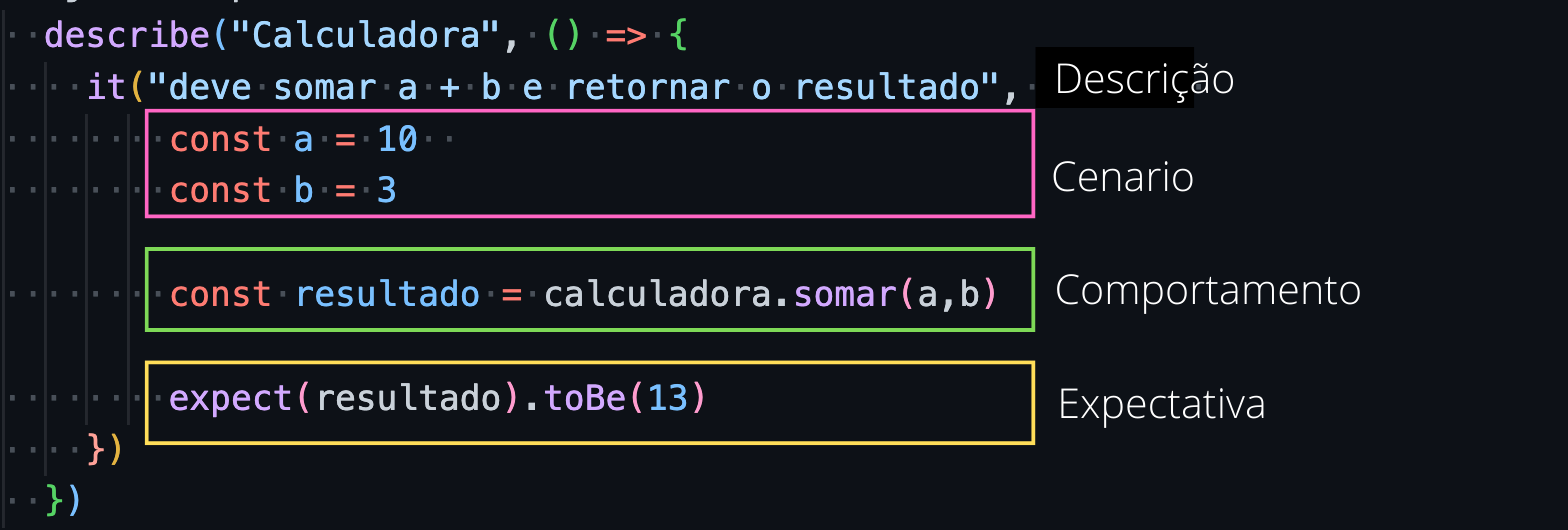 describe("Calculadora", () => {
it("deve somar a + b e retornar o resultado", Descrição
const a = 10
const b = 3
Cenario
const resultado = calculadora.somar(a,b) Comportamento
expect(resultado).toBe(13) Expectativa
})
})